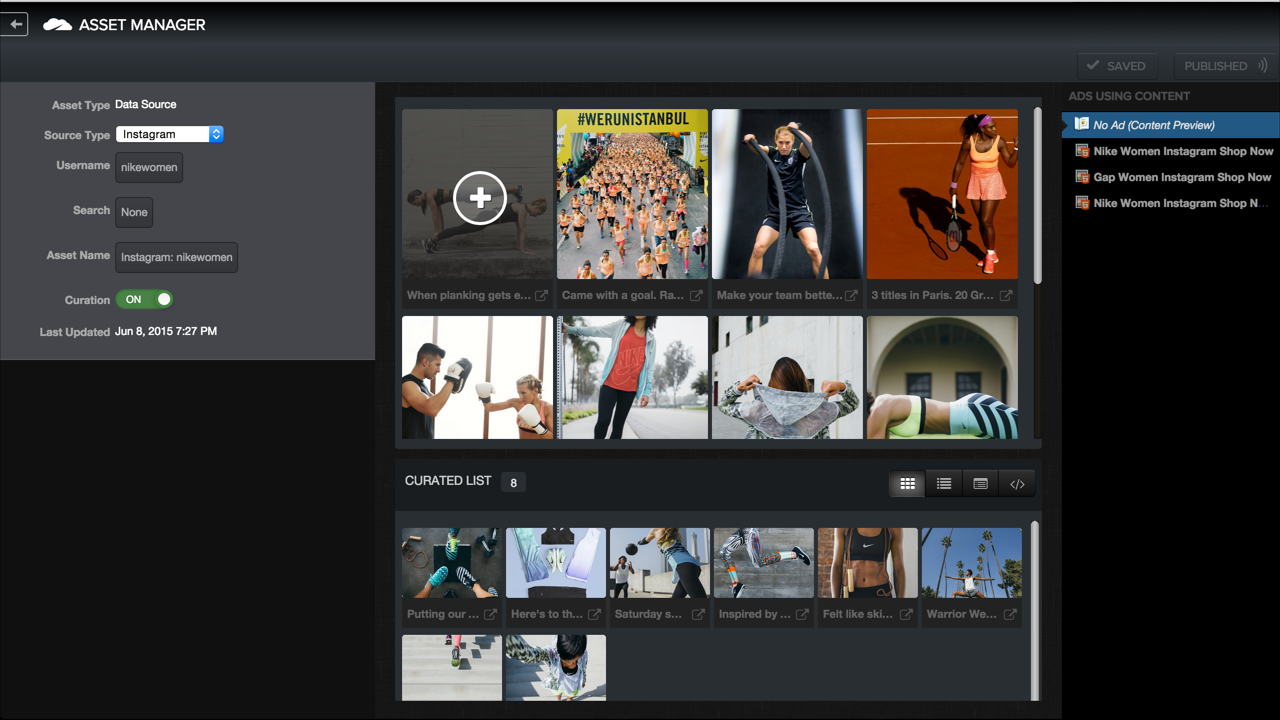 ASSET MANAGER
SAVED
PUBLISHED
Asset Type Data Source
Source Type Instagram
Username nikewomen
Search None
Asset Name Instagram: nikewomen
Curation ON
Last Updated Jun 8, 2015 7:27 PM
#WERUNISTANBUL
When planking gets e...
Came with a goal. Ra...
Make your team bette...
3 titles in Paris. 20 Gr...
NIKE
CURATED LIST 8
Putting our ...
Here's to th...
Saturday s...
Inspired by ...
Felt like ski...
Warrior We...
ADS USING CONTENT
No Ad (Content Preview)
Nike Women Instagram Shop Now
Gap Women Instagram Shop Now
Nike Women Instagram Shop N...